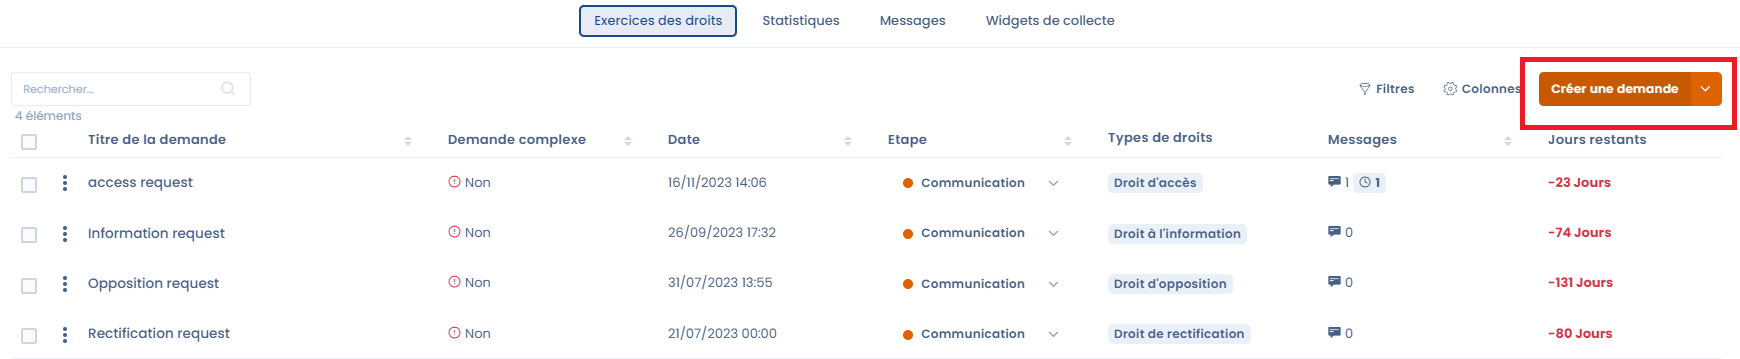 Exercices des droits Statistiques Messages Widgets de collecte
Rechercher... Filtres Colonnes Créer une demande
4 éléments
Titre de la demande Demande complexe Date Etape Types de droits Messages Jours restants
access request Non 16/11/2023 14:06 Communication Droit d'accès 1 1 -23 Jours
Information request Non 26/09/2023 17:32 Communication Droit à l'information 0 -74 Jours
Opposition request Non 31/07/2023 13:55 Communication Droit d'opposition 0 -131 Jours
Rectification request Non 21/07/2023 00:00 Communication Droit de rectification 0 -80 Jours